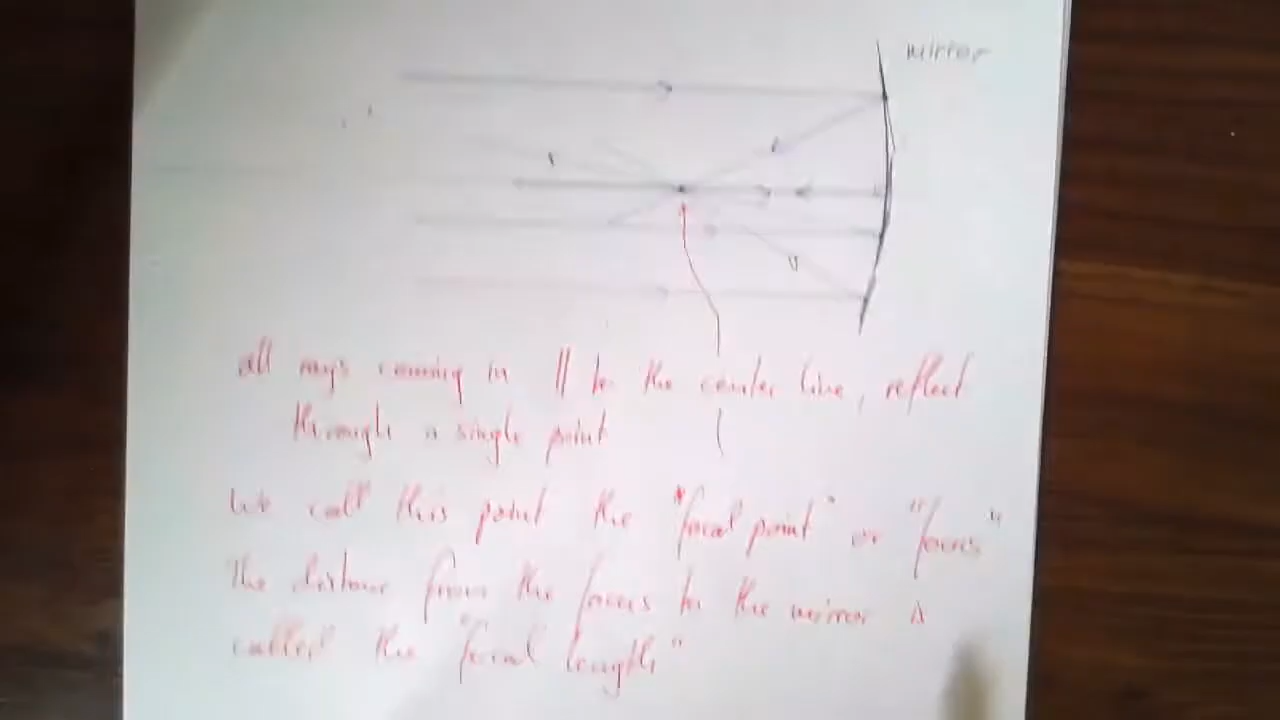 mirror
all rays coming in || to the center line, reflect
through a single point
We call this point the "focal point" or "focus"
The distance from the focus to the mirror is
called the "focal length"